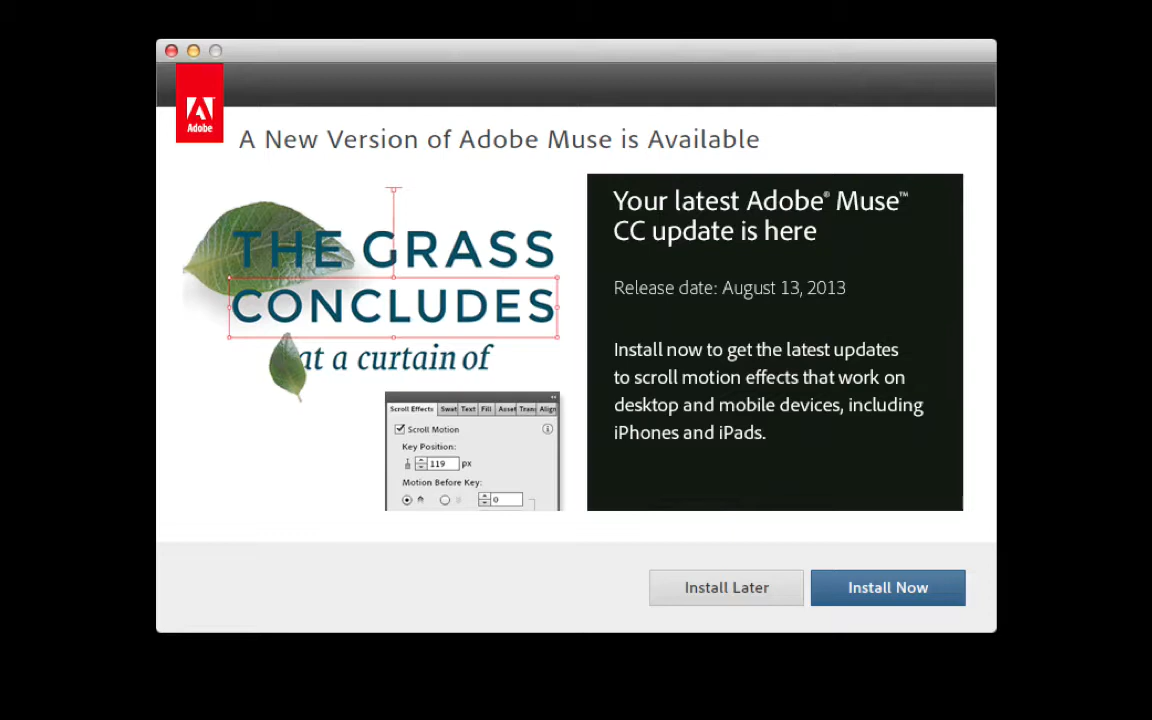 Adobe
A New Version of Adobe Muse is Available
THE GRASS
CONCLUDES
at a curtain of
Scroll Effects Swat Text Fill Asset Trans Align
Scroll Motion
Key Position:
119 px
Motion Before Key:
0
Your latest Adobe® Muse™
CC update is here
Release date: August 13, 2013
Install now to get the latest updates
to scroll motion effects that work on
desktop and mobile devices, including
iPhones and iPads.
Install Later
Install Now